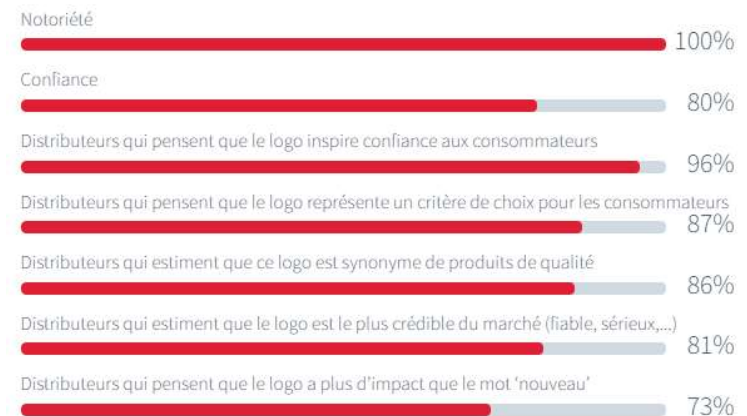 Notoriété
100%
Confiance
80%
Distributeurs qui pensent que le logo inspire confiance aux consommateurs
96%
Distributeurs qui pensent que le logo représente un critère de choix pour les consommateurs
87%
Distributeurs qui estiment que ce logo est synonyme de produits de qualité
86%
Distributeurs qui estiment que le logo est le plus crédible du marché (fiable, sérieux,...)
81%
Distributeurs qui pensent que le logo a plus d'impact que le mot 'nouveau'
73%